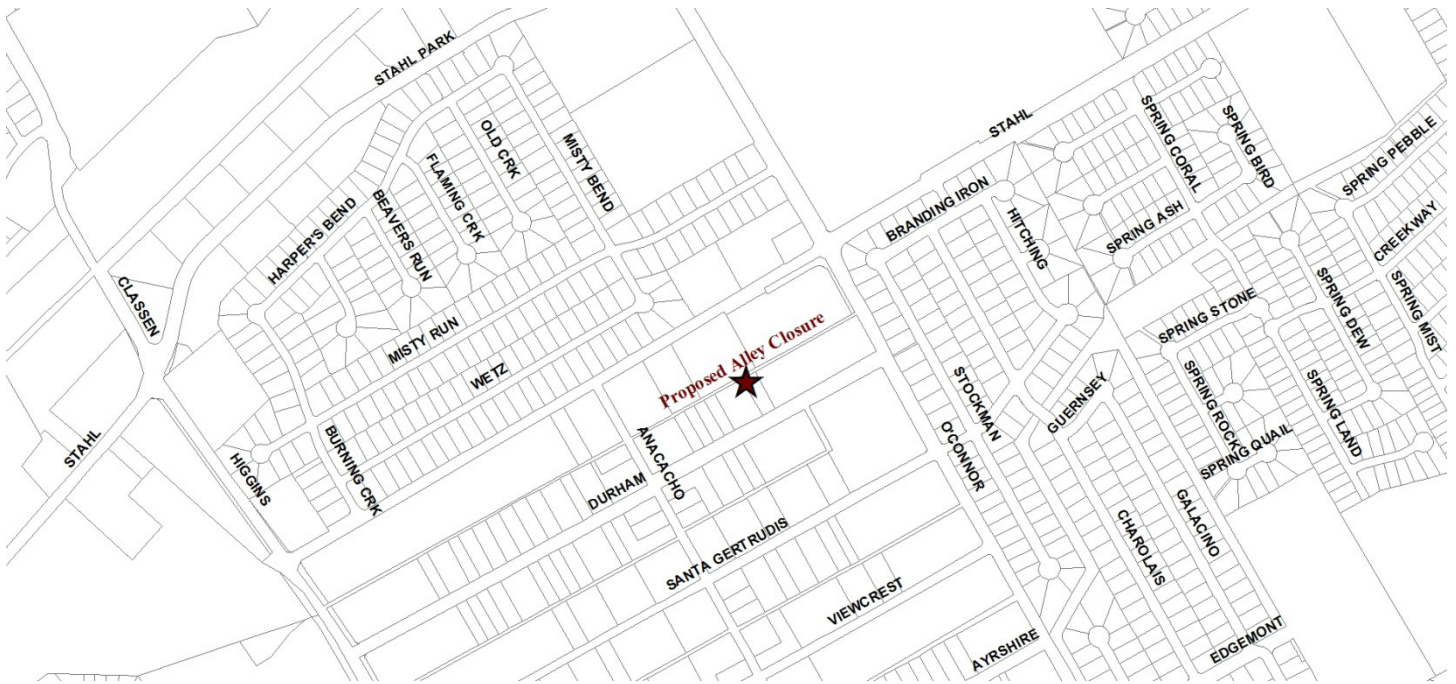 STAHL PARK
OLD CRK
MISTY BEND
FLAMING CRK
BEAVERS RUN
HARPER'S BEND
CLASSEN
STAHL
SPRING CORAL
SPRING BIRD
SPRING PEBBLE
BRANDING IRON
HITCHING
SPRING ASH
CREEKWAY
MISTY RUN
WETZ
Proposed Alley Closure
SPRING STONE
SPRING DEW
SPRING MIST
STAHL
HIGGINS
BURNING CRK
ANACACHO
DURHAM
STOCKMAN
O'CONNOR
GUERNSEY
SPRING ROCK
SPRING LAND
SPRING QUAIL
SANTA GERTRUDIS
VIEWCREST
CHAROLAIS
GALACINO
AYRSHIRE
EDGEMONT